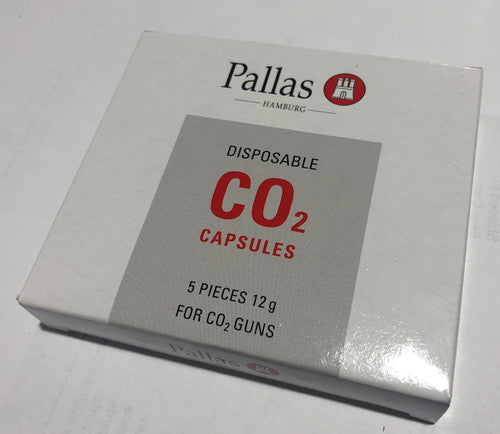 Pallas
HAMBURG
DISPOSABLE
CO₂
CAPSULES
5 PIECES 12g
FOR CO₂ GUNS
Pallas